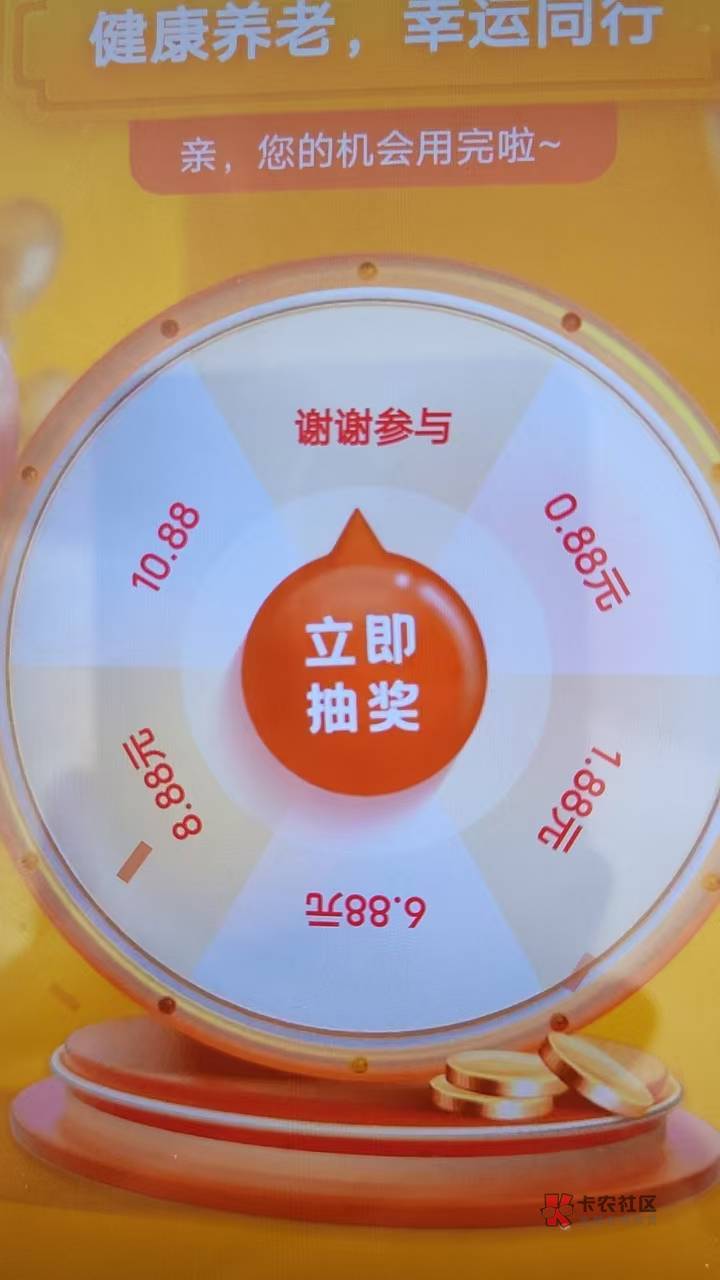 健康养老，幸运同行
亲，您的机会用完啦~
谢谢参与
10.88
0.88元
立即
抽奖
8.88元
1.88元
6.88元
卡农社区